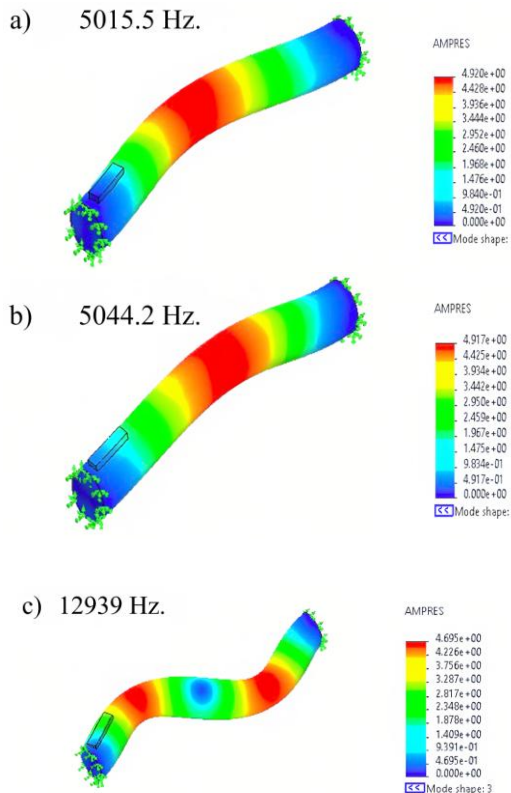 a) 5015.5 Hz.
AMPRES
4.920e+00
4.428e+00
3.936e+00
3.444e+00
2.952e+00
2.460e+00
1.968e+00
1.476e+00
9.840e-01
4.920e-01
0.000e+00
<< Mode shape:
b) 5044.2 Hz.
AMPRES
4.917e+00
4.425e+00
3.934e+00
3.442e+00
2.950e+00
2.459e+00
1.967e+00
1.475e+00
9.834e-01
4.917e-01
0.000e+00
<< Mode shape:
c) 12939 Hz.
AMPRES
4.695e+00
4.226e+00
3.756e+00
3.287e+00
2.817e+00
2.348e+00
1.878e+00
1.409e+00
9.391e-01
4.695e-01
0.000e+00
<< Mode shape: 3